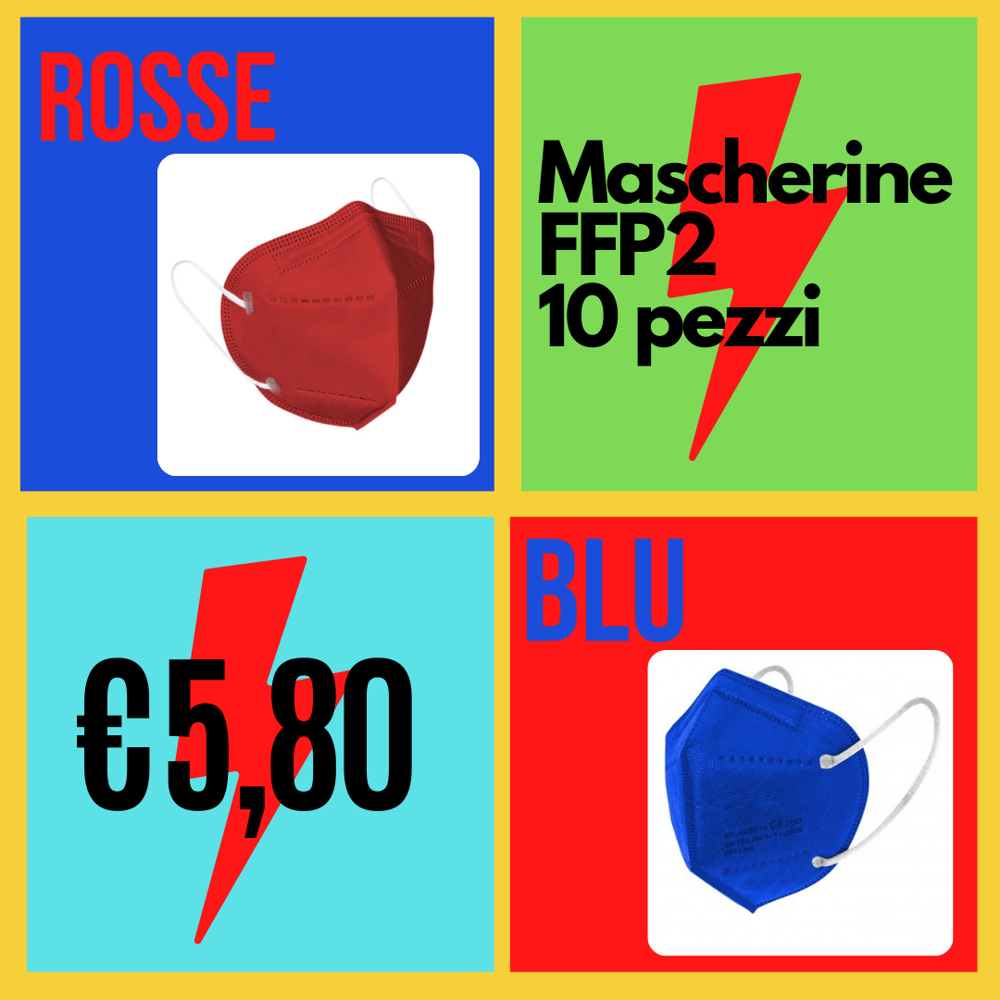 ROSSE
Mascherine
FFP2
10 pezzi
€5,80
BLU